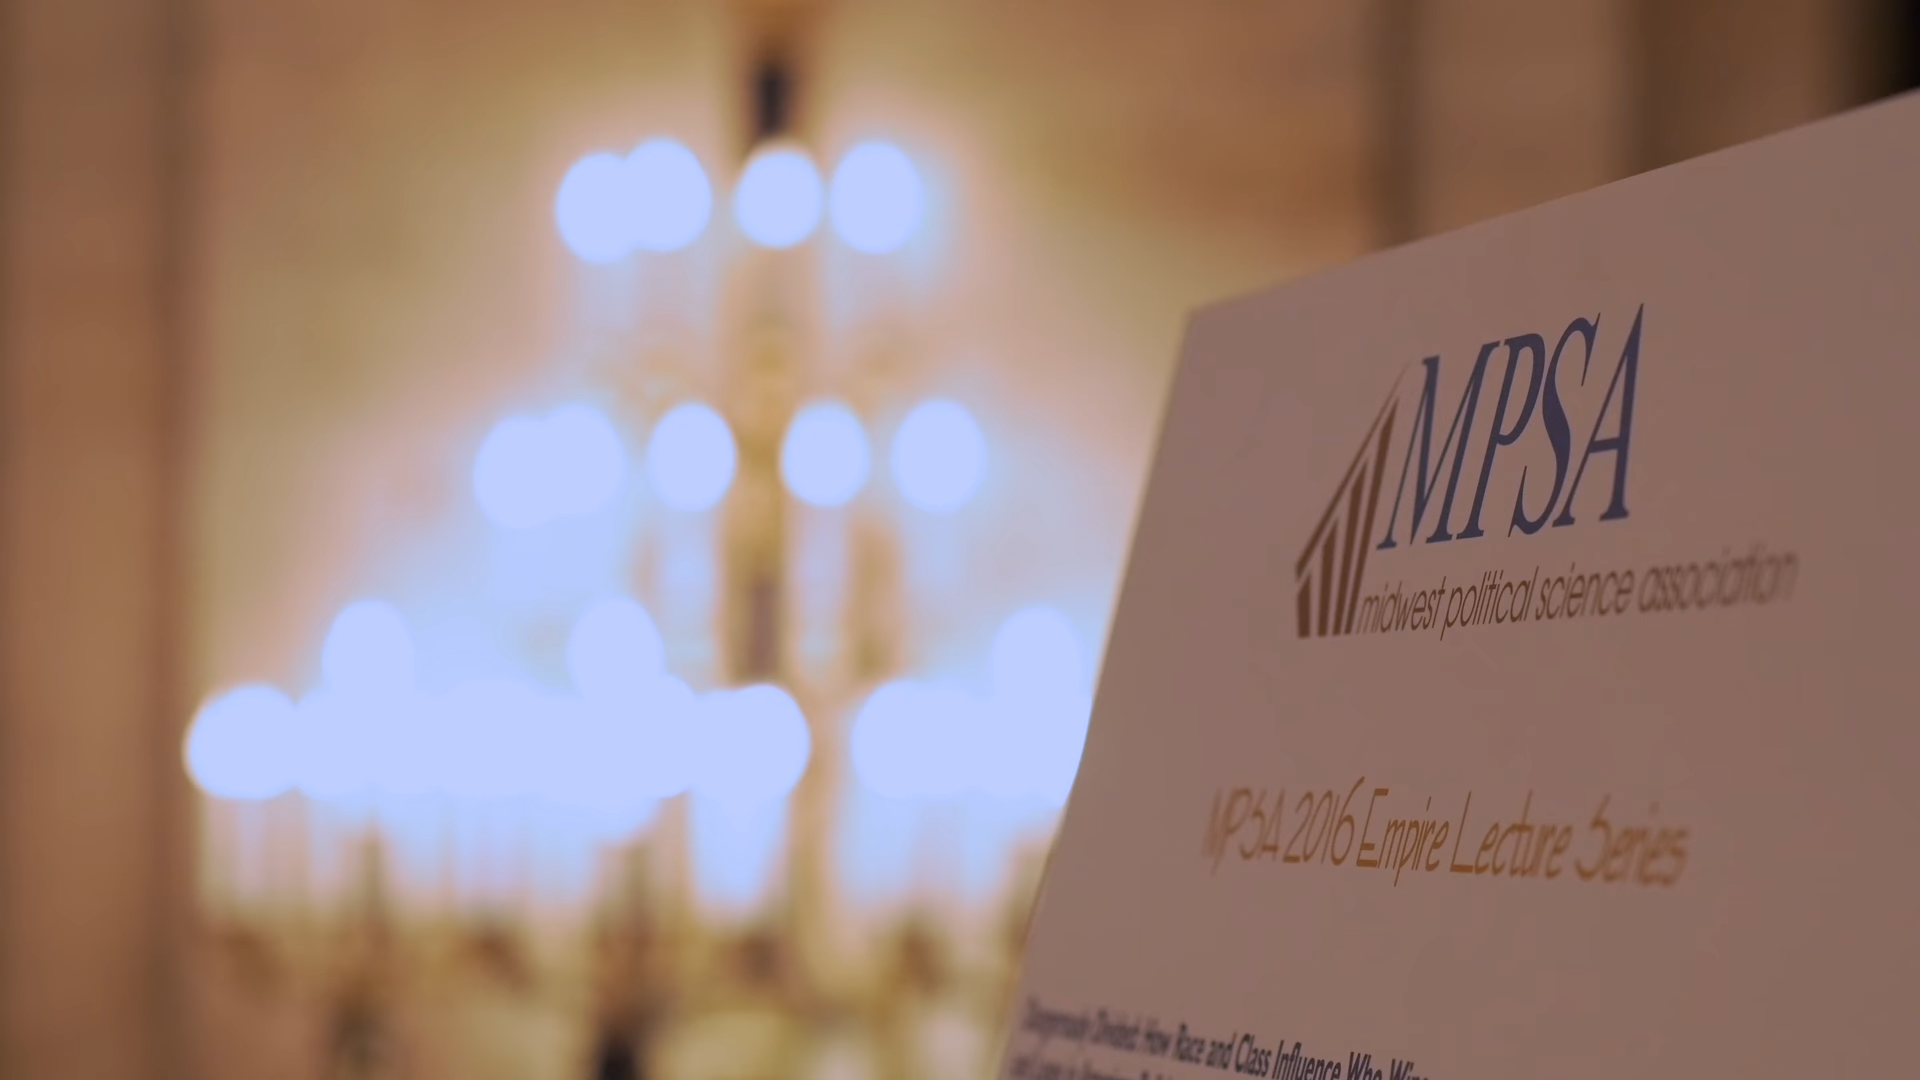 MPSA
midwest political science association
MPSA 2016 Empire Lecture Series
Dangerously Divided: How Race and Class Influence Who Wins